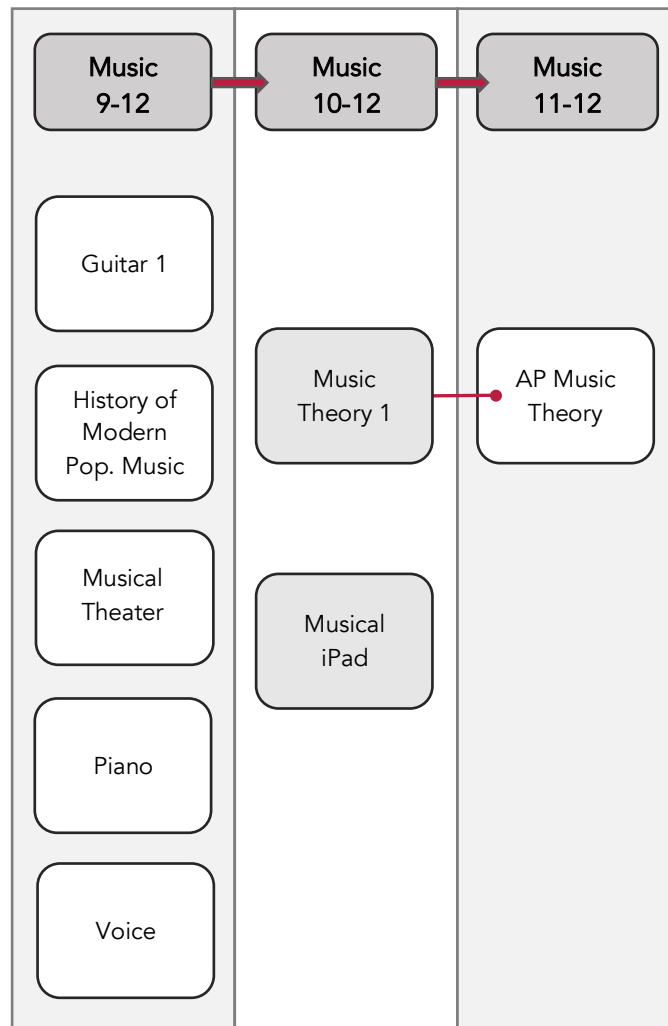 Music
9-12
Music
10-12
Music
11-12
Guitar 1
History of
Modern
Pop. Music
Musical
Theater
Piano
Voice
Music
Theory 1
Musical
iPad
AP Music
Theory